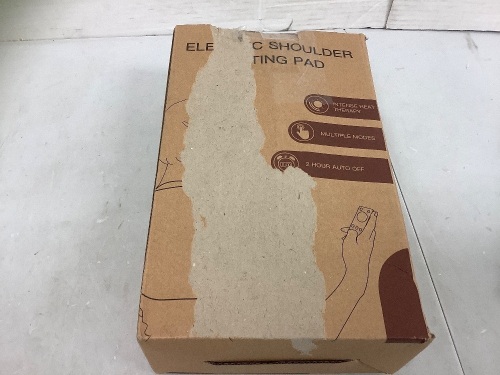 ELE C SHOULDER
TING PAD
INTENSE HEAT
THERAPY
MULTIPLE MODES
2 HOUR AUTO OFF